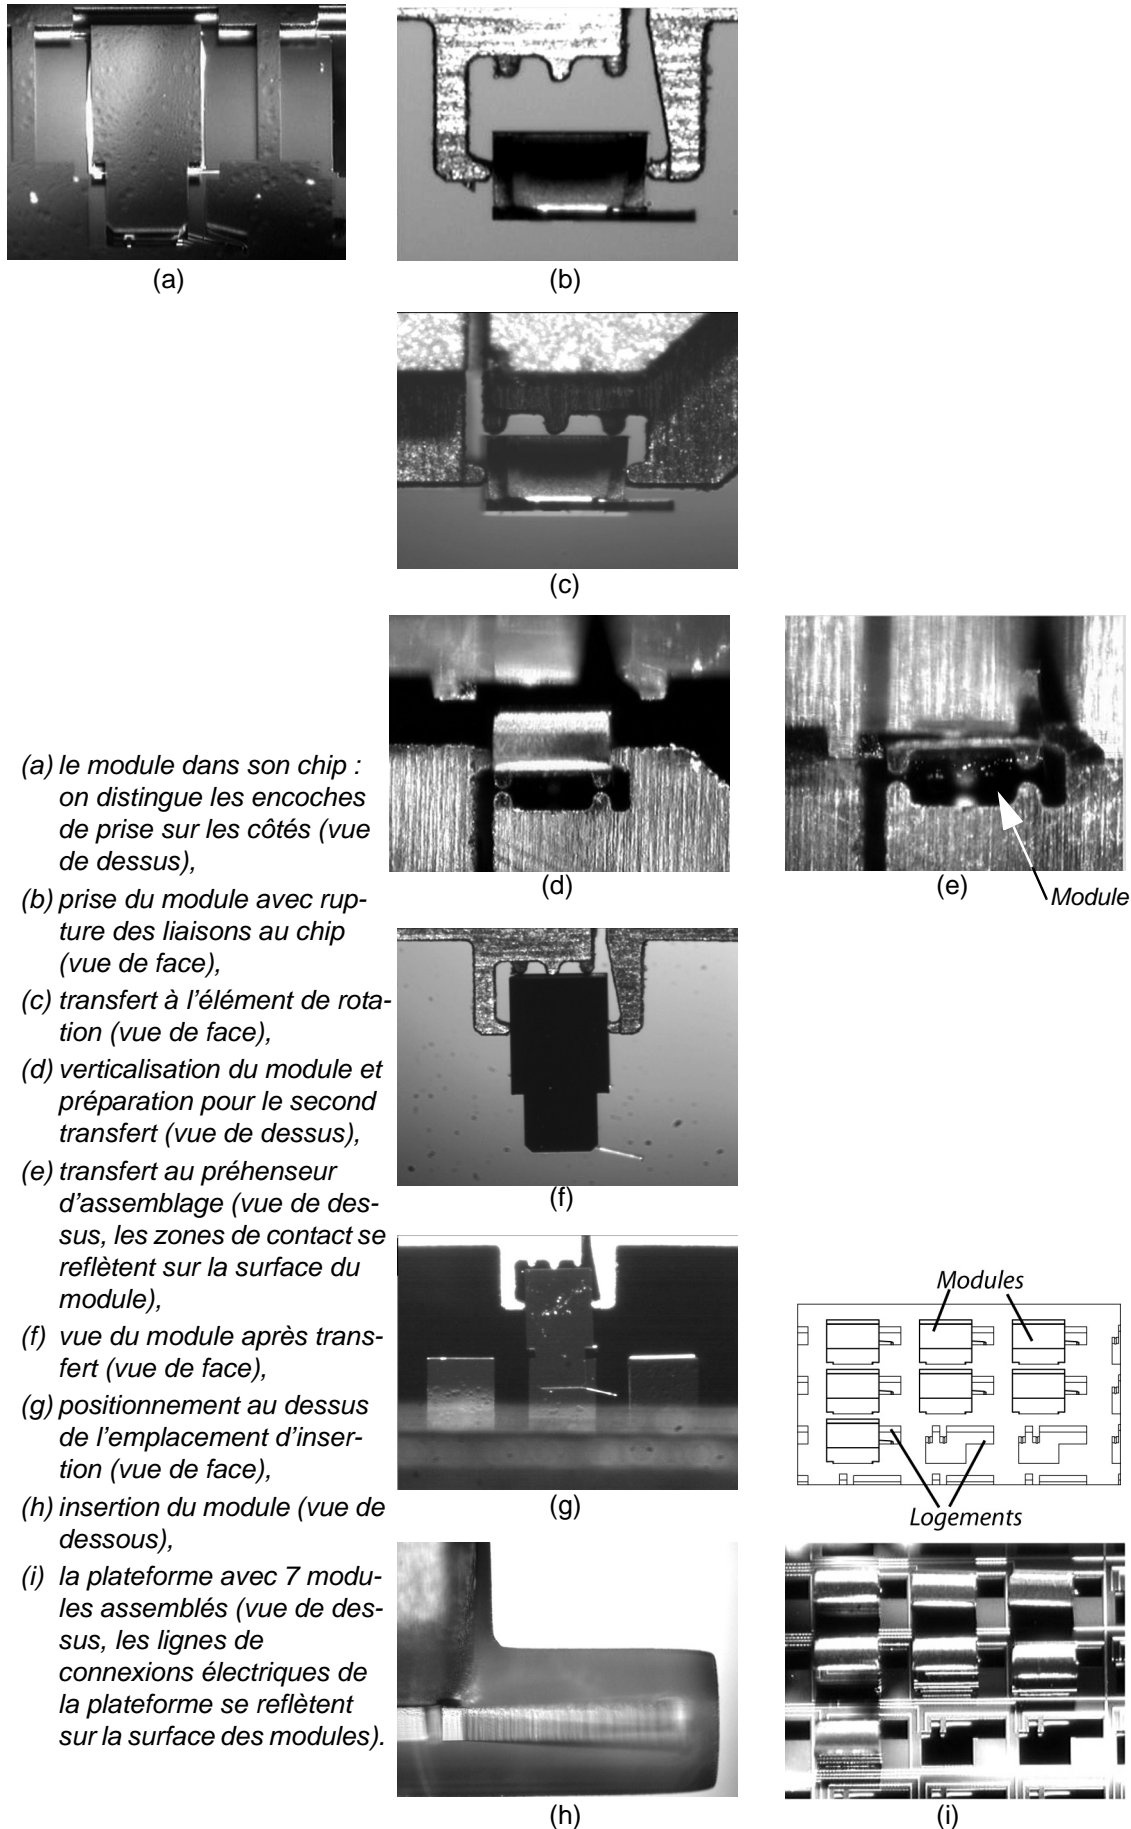 (a)
(b)
(c)
(d)
(e)
Module
(a) le module dans son chip :
on distingue les encoches
de prise sur les côtés (vue
de dessus),
(b) prise du module avec rup-
ture des liaisons au chip
(vue de face),
(c) transfert à l'élément de rota-
tion (vue de face),
(d) verticalisation du module et
préparation pour le second
transfert (vue de dessus),
(e) transfert au préhenseur
d'assemblage (vue de des-
sus, les zones de contact se
reflètent sur la surface du
module),
(f) vue du module après trans-
fert (vue de face),
(g) positionnement au dessus
de l'emplacement d'inser-
tion (vue de face),
(h) insertion du module (vue de
dessous),
(i) la plateforme avec 7 modu-
les assemblés (vue de des-
sus, les lignes de
connexions électriques de
la plateforme se reflètent
sur la surface des modules).
(f)
Modules
(g)
Logements
(h)
(i)